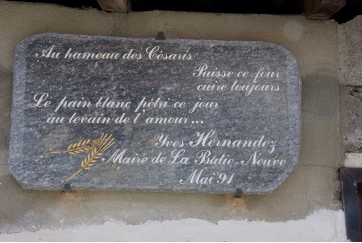 Au hameau des Césaris
Puisse ce four
cuire toujours
Le pain blanc pétri ce jour
au levain de l'amour...
Yves Hernandez
Maire de La Bâtie-Neuve
Mai 91